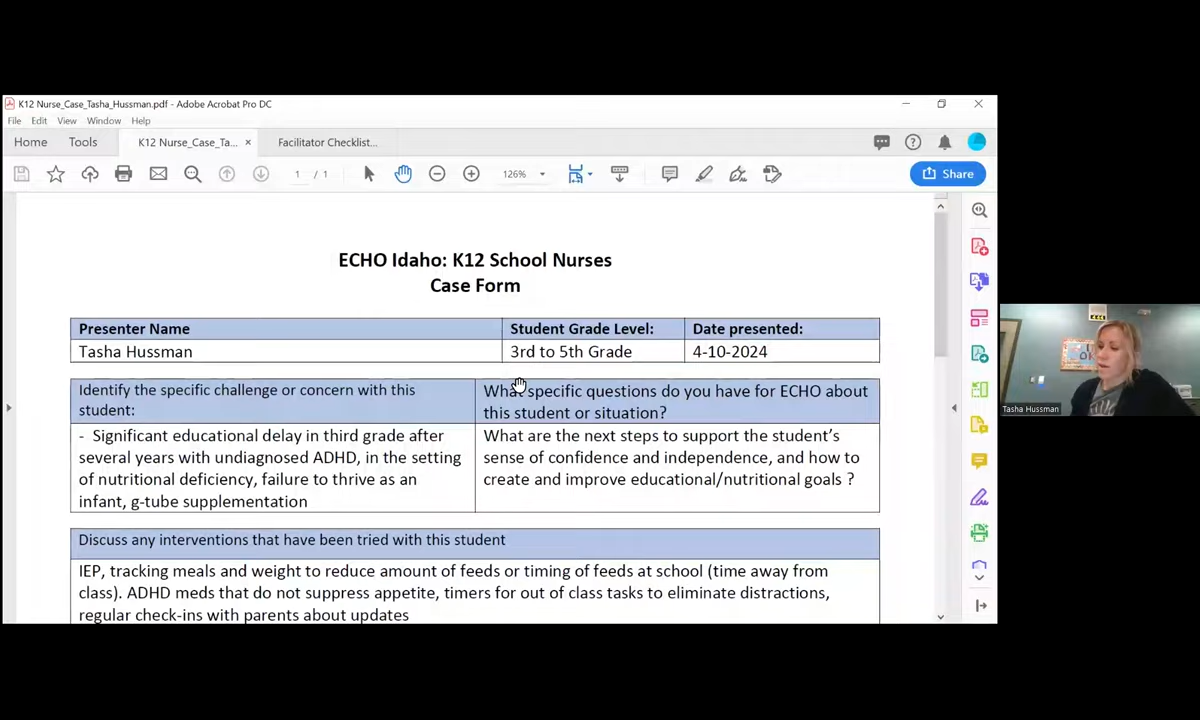 K12 Nurse_Case_Tasha_Hussman.pdf - Adobe Acrobat Pro DC
File Edit View Window Help
Home Tools K12 Nurse_Case_Ta... × Facilitator Checklist...
1 / 1 126% Share
ECHO Idaho: K12 School Nurses
Case Form
Presenter Name Student Grade Level: Date presented:
Tasha Hussman 3rd to 5th Grade 4-10-2024
Identify the specific challenge or concern with this
student:
- Significant educational delay in third grade after
several years with undiagnosed ADHD, in the setting
of nutritional deficiency, failure to thrive as an
infant, g-tube supplementation
What specific questions do you have for ECHO about
this student or situation?
What are the next steps to support the student's
sense of confidence and independence, and how to
create and improve educational/nutritional goals ?
Discuss any interventions that have been tried with this student
IEP, tracking meals and weight to reduce amount of feeds or timing of feeds at school (time away from
class). ADHD meds that do not suppress appetite, timers for out of class tasks to eliminate distractions,
regular check-ins with parents about updates
Tasha Hussman